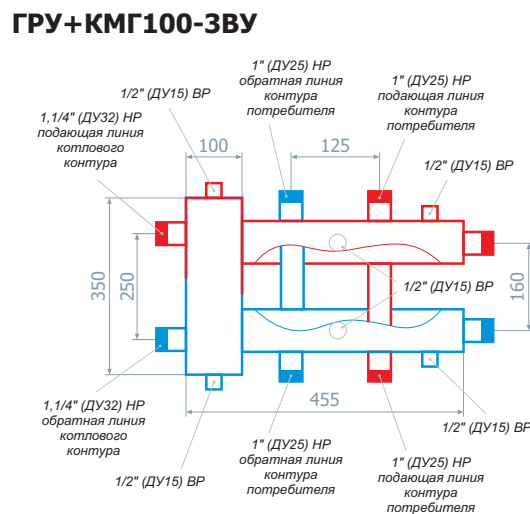 ГРУ+КМГ100-3ВУ
1" (ДУ25) НР
обратная линия
контура
потребителя
1" (ДУ25) НР
подающая линия
контура
потребителя
1/2" (ДУ15) ВР
1,1/4" (ДУ32) НР
подающая линия
котлового
контура
100
125
1/2" (ДУ15) ВР
350
250
1/2" (ДУ15) ВР
160
455
1,1/4" (ДУ32) НР
обратная линия
котлового
контура
1/2" (ДУ15) ВР
1/2" (ДУ15) ВР
1" (ДУ25) НР
обратная линия
контура
потребителя
1" (ДУ25) НР
подающая линия
контура
потребителя